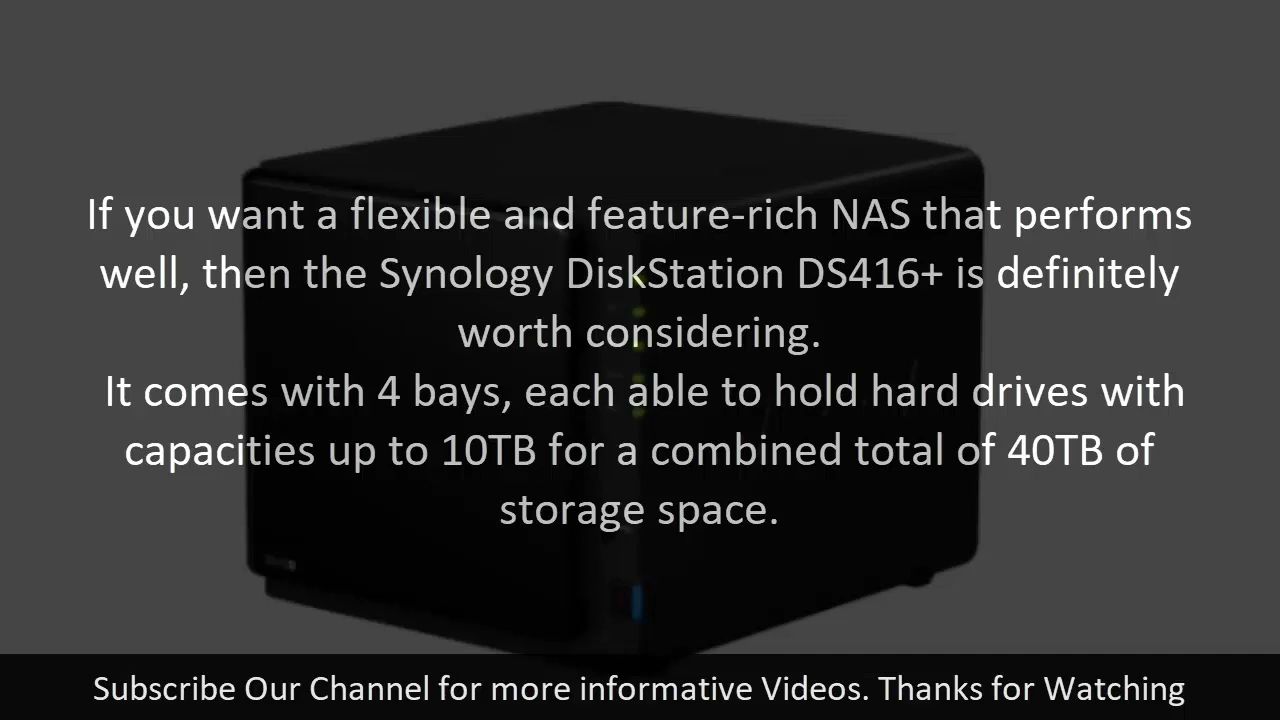 If you want a flexible and feature-rich NAS that performs
well, then the Synology DiskStation DS416+ is definitely
worth considering.
It comes with 4 bays, each able to hold hard drives with
capacities up to 10TB for a combined total of 40TB of
storage space.
Subscribe Our Channel for more informative Videos. Thanks for Watching